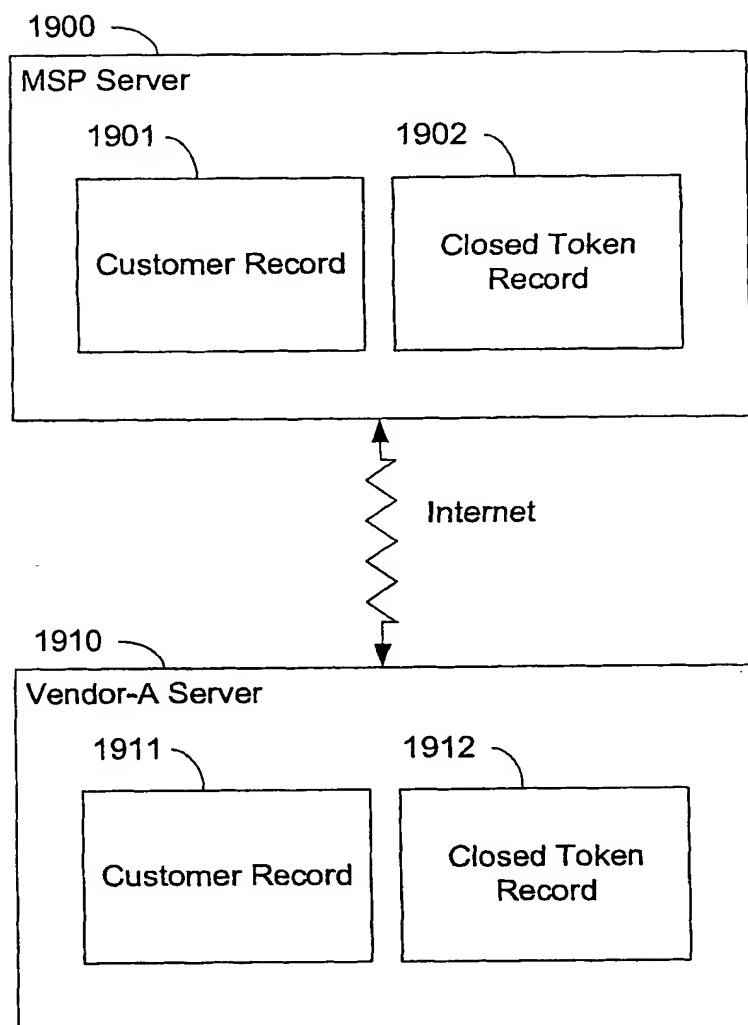 1900
MSP Server
1901
1902
Customer Record
Closed Token
Record
Internet
1910
Vendor-A Server
1911
1912
Customer Record
Closed Token
Record